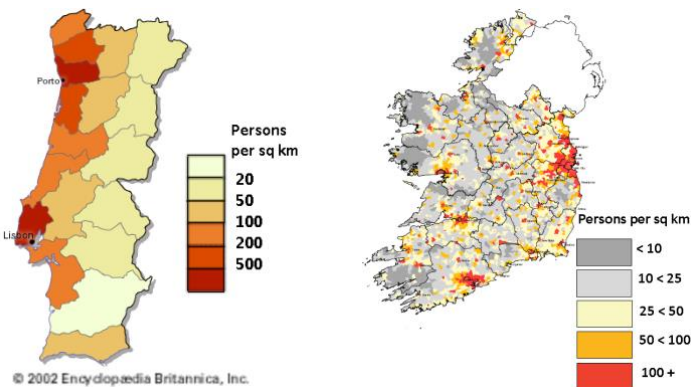 Porto
Lisbon
Persons
per sq km
20
50
100
200
500
© 2002 Encyclopædia Britannica, Inc.
Persons per sq km
< 10
10 < 25
25 < 50
50 < 100
100 +